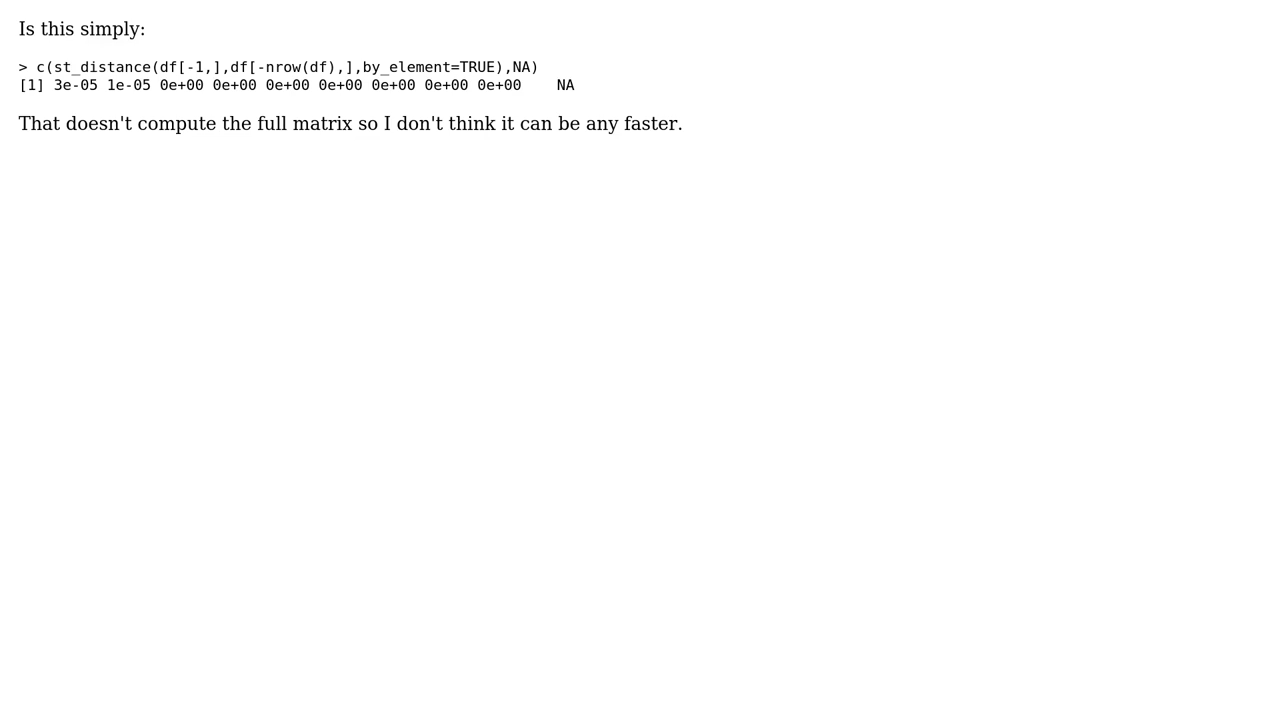 Is this simply:
> c(st_distance(df[-1,],df[-nrow(df),],by_element=TRUE),NA)
[1] 3e-05 1e-05 0e+00 0e+00 0e+00 0e+00 0e+00 0e+00 0e+00    NA
That doesn't compute the full matrix so I don't think it can be any faster.